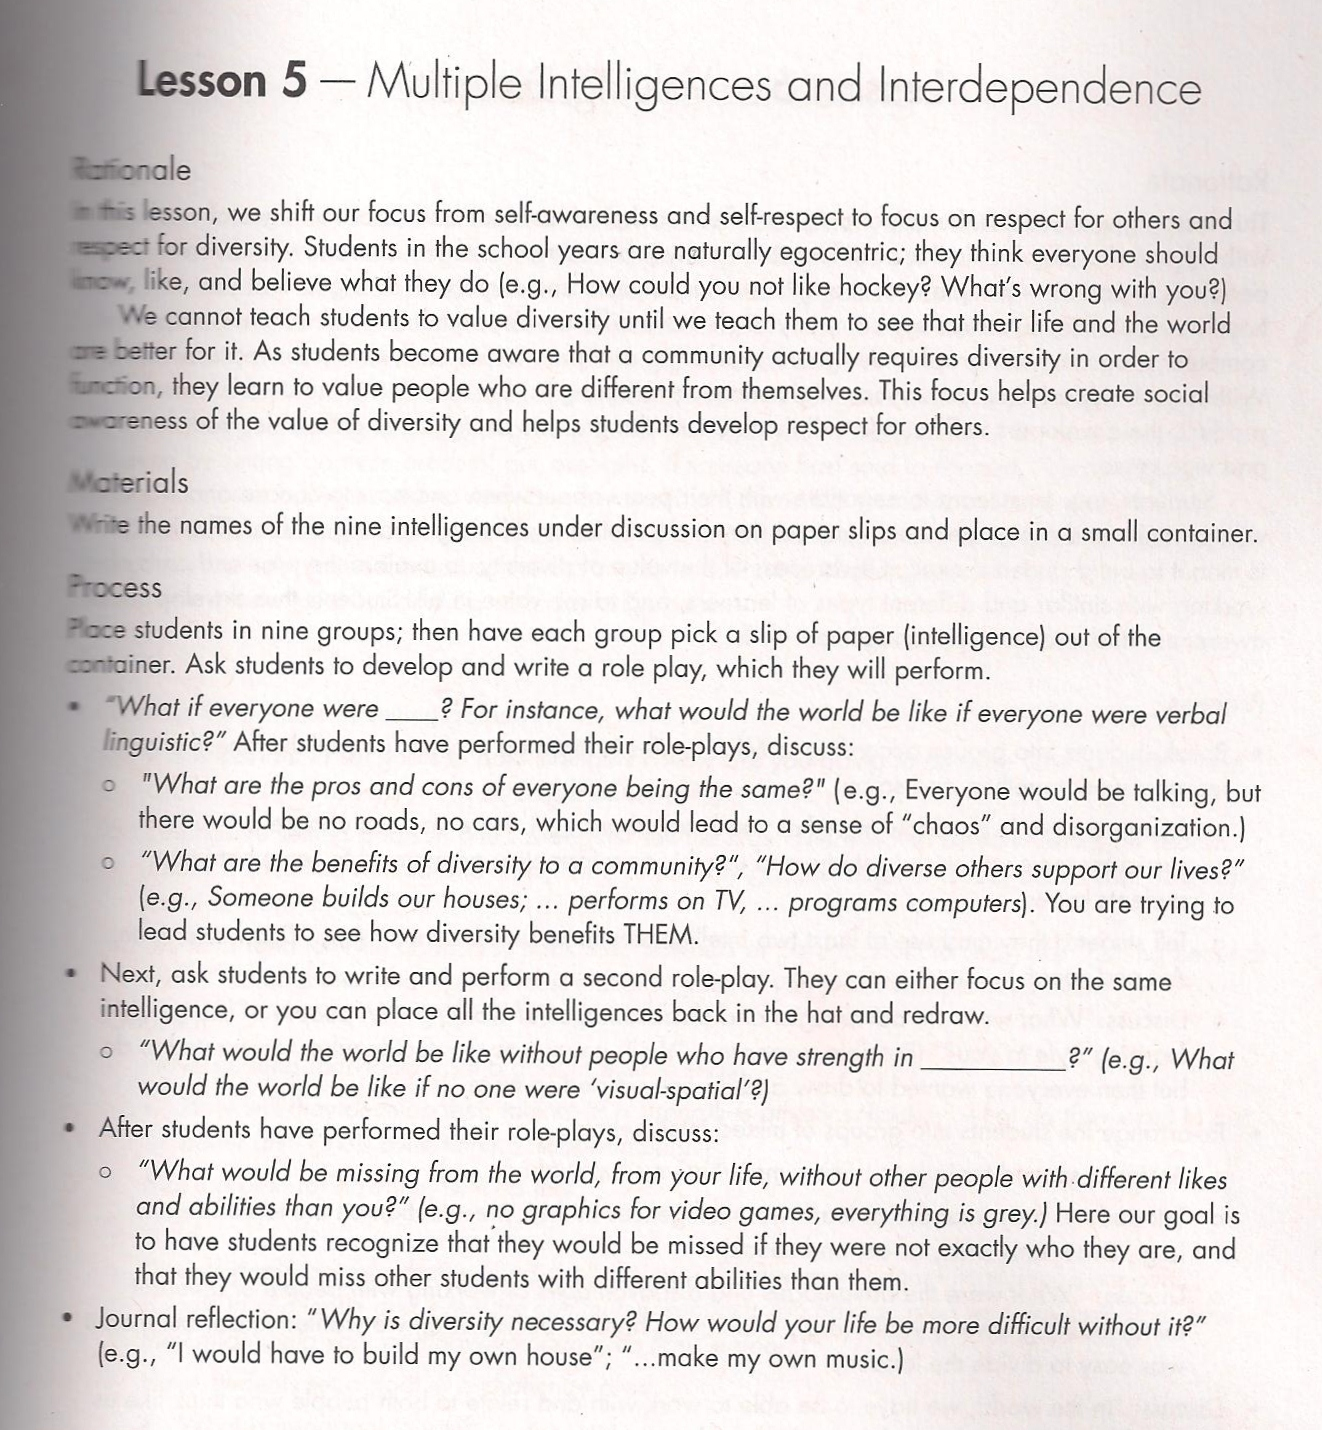 Lesson 5 – Multiple Intelligences and Interdependence
Rationale
In this lesson, we shift our focus from self-awareness and self-respect to focus on respect for others and
respect for diversity. Students in the school years are naturally egocentric; they think everyone should
know, like, and believe what they do (e.g., How could you not like hockey? What's wrong with you?)
We cannot teach students to value diversity until we teach them to see that their life and the world
are better for it. As students become aware that a community actually requires diversity in order to
function, they learn to value people who are different from themselves. This focus helps create social
awareness of the value of diversity and helps students develop respect for others.
Materials
Write the names of the nine intelligences under discussion on paper slips and place in a small container.
Process
Place students in nine groups; then have each group pick a slip of paper (intelligence) out of the
container. Ask students to develop and write a role play, which they will perform.
• "What if everyone were ____? For instance, what would the world be like if everyone were verbal
linguistic?" After students have performed their role-plays, discuss:
o "What are the pros and cons of everyone being the same?" (e.g., Everyone would be talking, but
there would be no roads, no cars, which would lead to a sense of "chaos" and disorganization.)
o "What are the benefits of diversity to a community?", "How do diverse others support our lives?"
(e.g., Someone builds our houses; ... performs on TV, ... programs computers). You are trying to
lead students to see how diversity benefits THEM.
• Next, ask students to write and perform a second role-play. They can either focus on the same
intelligence, or you can place all the intelligences back in the hat and redraw.
o "What would the world be like without people who have strength in ___________?" (e.g., What
would the world be like if no one were 'visual-spatial'?)
• After students have performed their role-plays, discuss:
o "What would be missing from the world, from your life, without other people with different likes
and abilities than you?" (e.g., no graphics for video games, everything is grey.) Here our goal is
to have students recognize that they would be missed if they were not exactly who they are, and
that they would miss other students with different abilities than them.
• Journal reflection: "Why is diversity necessary? How would your life be more difficult without it?"
(e.g., "I would have to build my own house"; "...make my own music.)